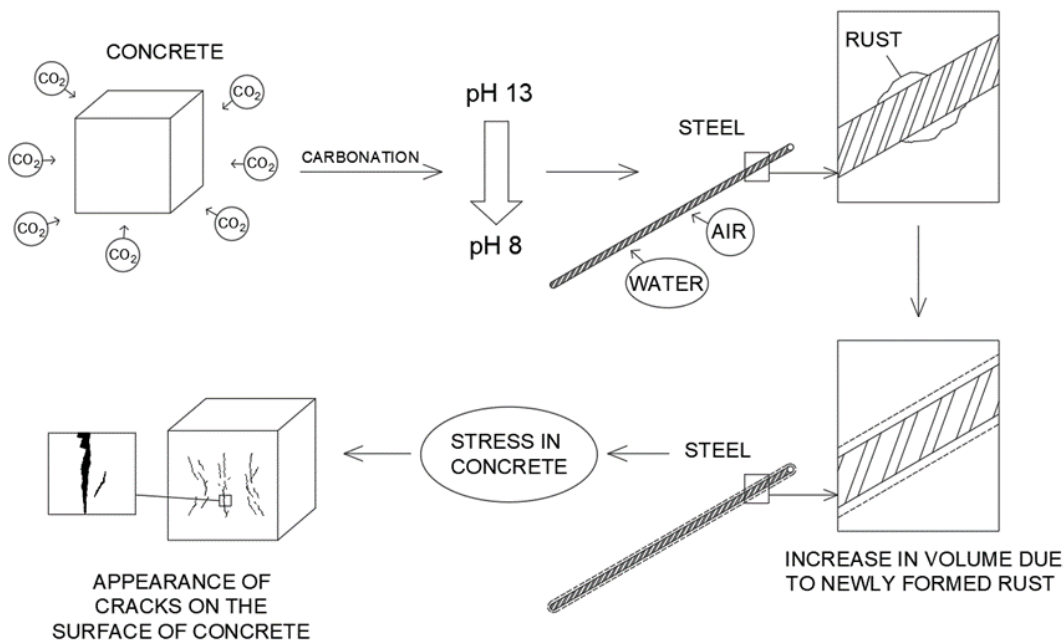 CONCRETE
CO2
CO2
CO2
CO2
CO2
CO2
CO2
CARBONATION
pH 13
pH 8
STEEL
AIR
WATER
RUST
INCREASE IN VOLUME DUE
TO NEWLY FORMED RUST
STEEL
STRESS IN
CONCRETE
APPEARANCE OF
CRACKS ON THE
SURFACE OF CONCRETE